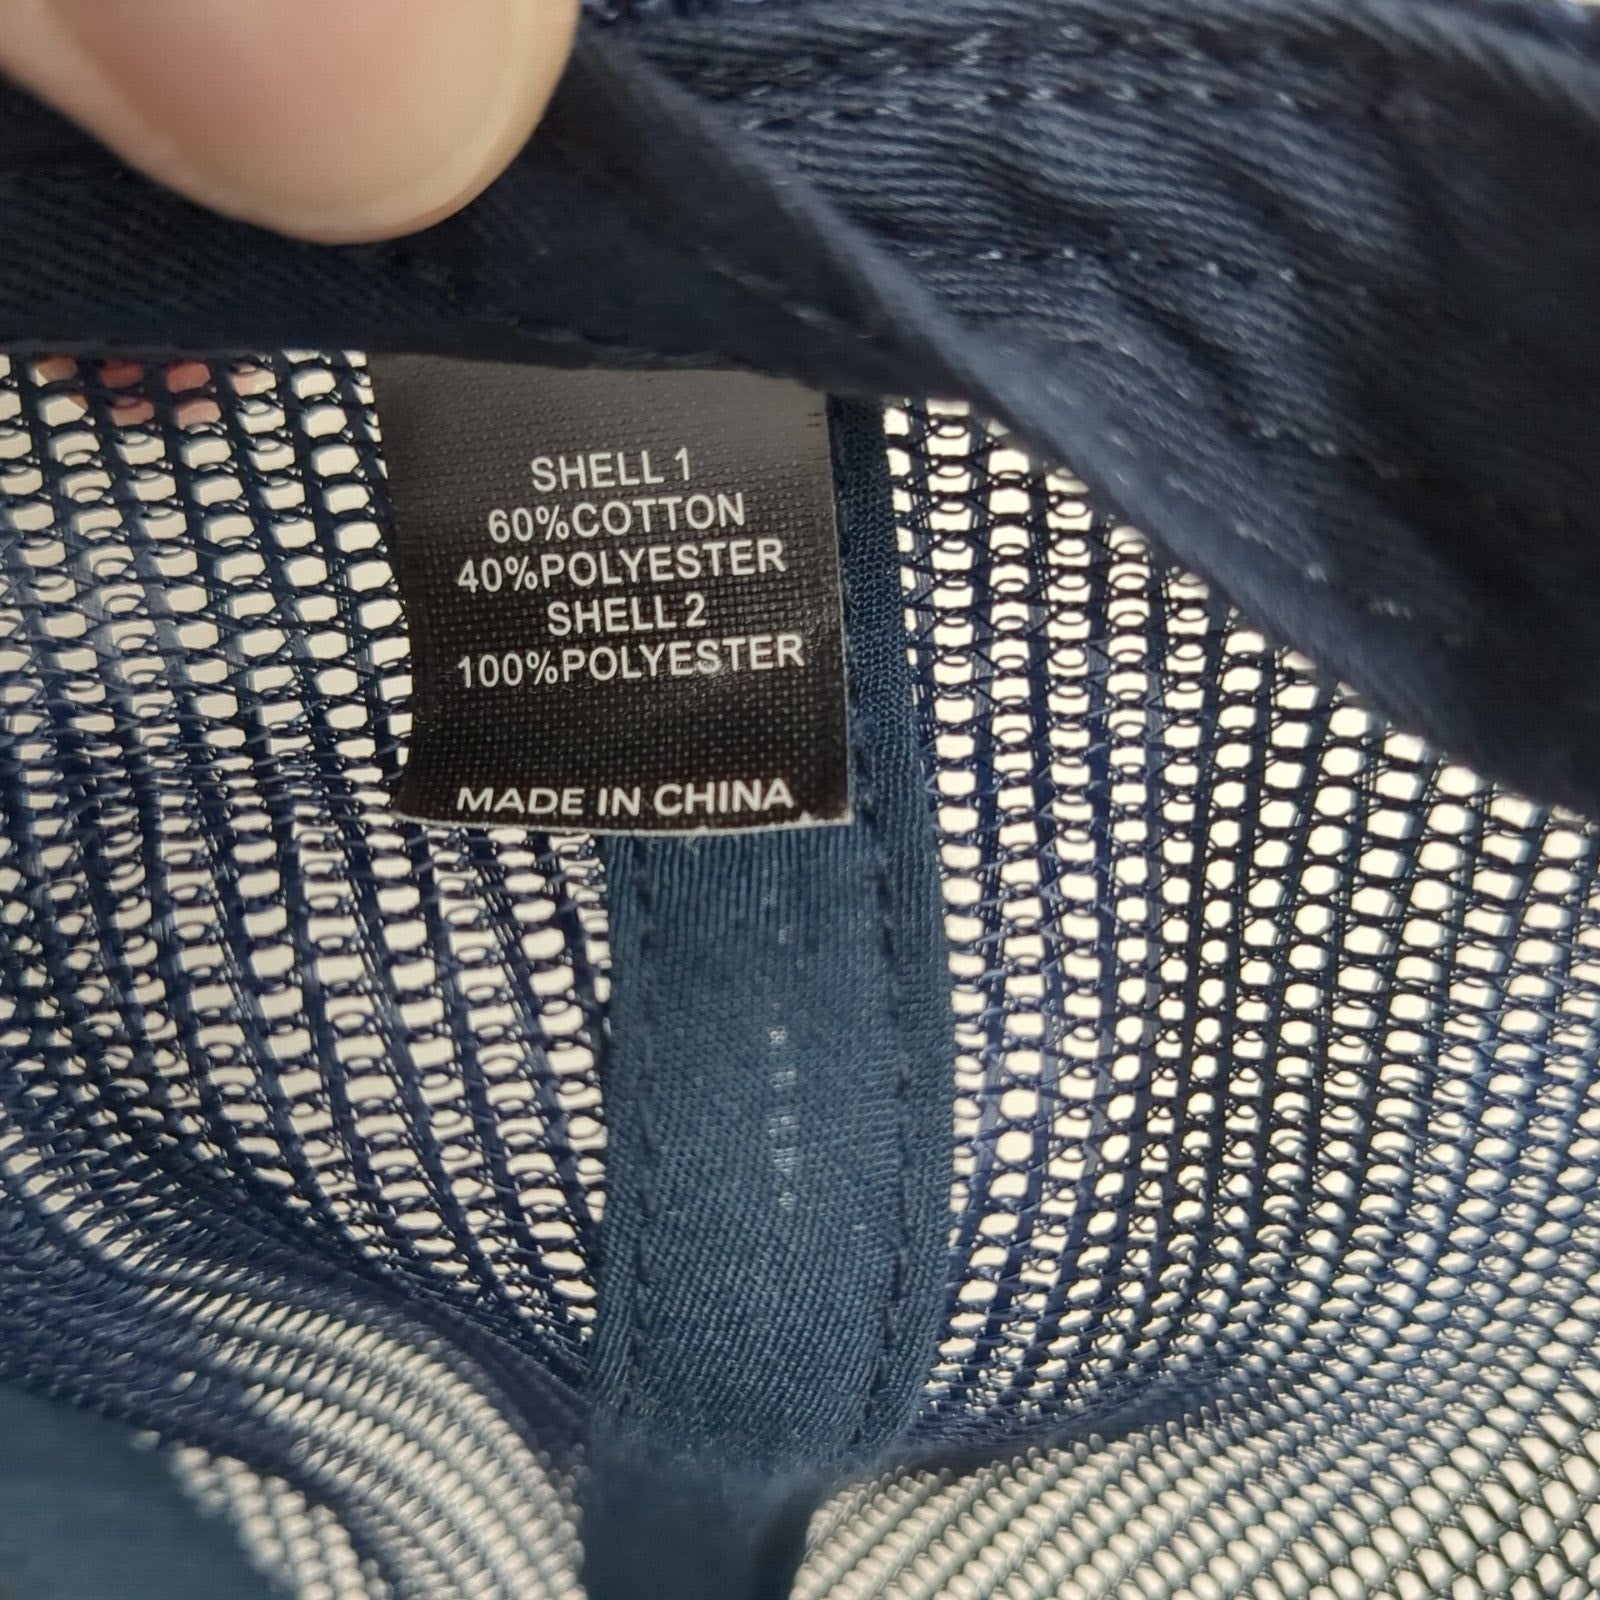 SHELL 1
60%COTTON
40%POLYESTER
SHELL 2
100%POLYESTER
MADE IN CHINA